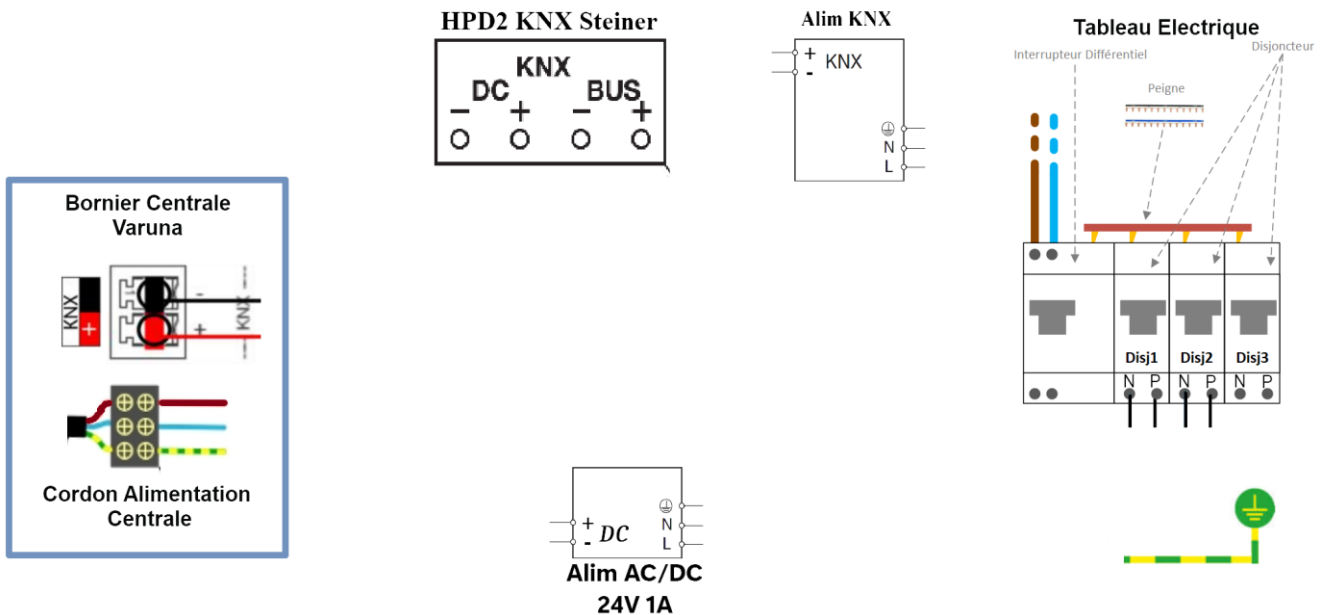 HPD2 KNX Steiner
KNX
DC BUS
- + - +
Alim KNX
+ KNX
-
N
L
Tableau Electrique
Interrupteur Différentiel
Disjoncteur
Peigne
Disj1 Disj2 Disj3
N P N P N P
Bornier Centrale
Varuna
KNX
+
-
+
KNX
Cordon Alimentation
Centrale
+ DC
-
N
L
Alim AC/DC
24V 1A